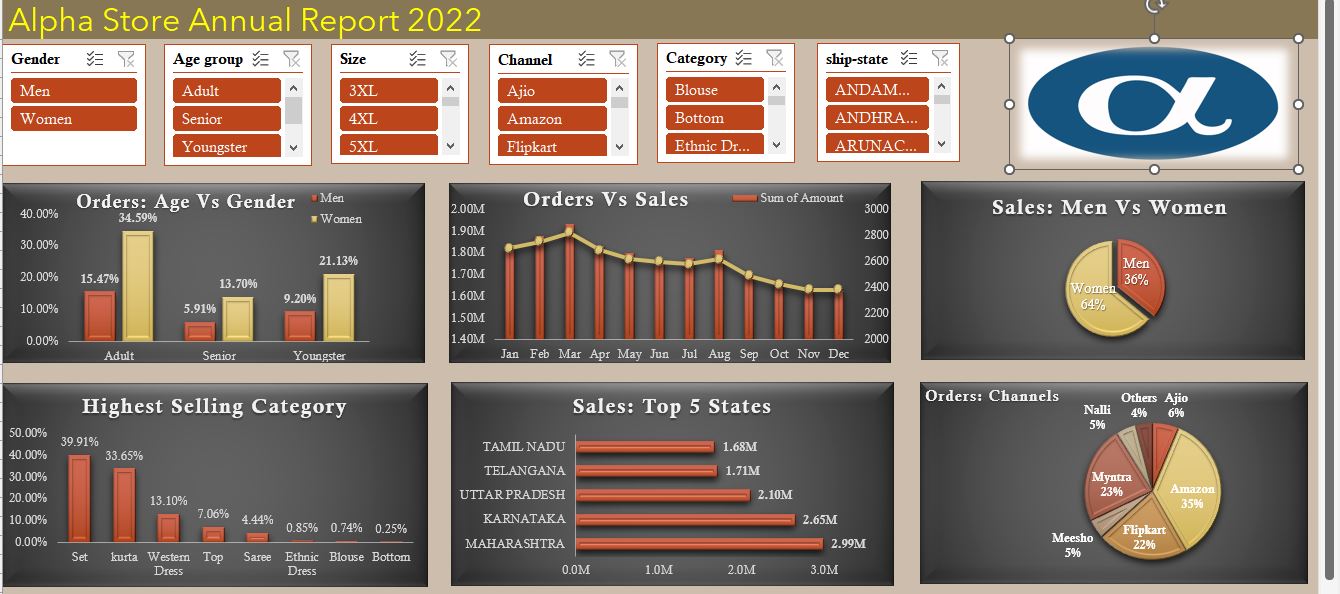 Alpha Store Annual Report 2022
Gender
Men
Women
Age group
Adult
Senior
Youngster
Size
3XL
4XL
5XL
Channel
Ajio
Amazon
Flipkart
Category
Blouse
Bottom
Ethnic Dr...
ship-state
ANDAM...
ANDHRA...
ARUNAC...
α
Orders: Age Vs Gender
Men
Women
40.00%
30.00%
20.00%
10.00%
0.00%
15.47%
34.59%
5.91%
13.70%
9.20%
21.13%
Adult Senior Youngster
Orders Vs Sales
Sum of Amount
2.00M
1.90M
1.80M
1.70M
1.60M
1.50M
1.40M
3000
2800
2600
2400
2200
2000
Jan Feb Mar Apr May Jun Jul Aug Sep Oct Nov Dec
Sales: Men Vs Women
Men
36%
Women
64%
Highest Selling Category
50.00%
40.00%
30.00%
20.00%
10.00%
0.00%
39.91%
33.65%
13.10%
7.06%
4.44%
0.85%
0.74%
0.25%
Set kurta Western Top Saree Ethnic Blouse Bottom
Dress Dress
Sales: Top 5 States
TAMIL NADU 1.68M
TELANGANA 1.71M
UTTAR PRADESH 2.10M
KARNATAKA 2.65M
MAHARASHTRA 2.99M
0.0M 1.0M 2.0M 3.0M
Orders: Channels
Others
4%
Ajio
6%
Nalli
5%
Myntra
23%
Amazon
35%
Flipkart
22%
Meesho
5%